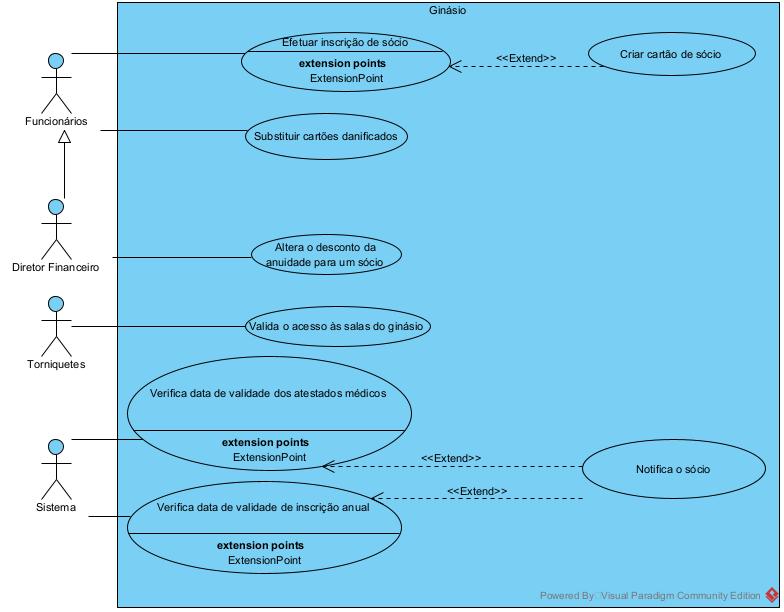 Ginásio
Efetuar inscrição de sócio
extension points
ExtensionPoint
<<Extend>>
Criar cartão de sócio
Funcionários
Substituir cartões danificados
Diretor Financeiro
Altera o desconto da
anuidade para um sócio
Torniquetes
Valida o acesso às salas do ginásio
Verifica data de validade dos atestados médicos
extension points
ExtensionPoint
<<Extend>>
Notifica o sócio
Sistema
<<Extend>>
Verifica data de validade de inscrição anual
extension points
ExtensionPoint
Powered By Visual Paradigm Community Edition